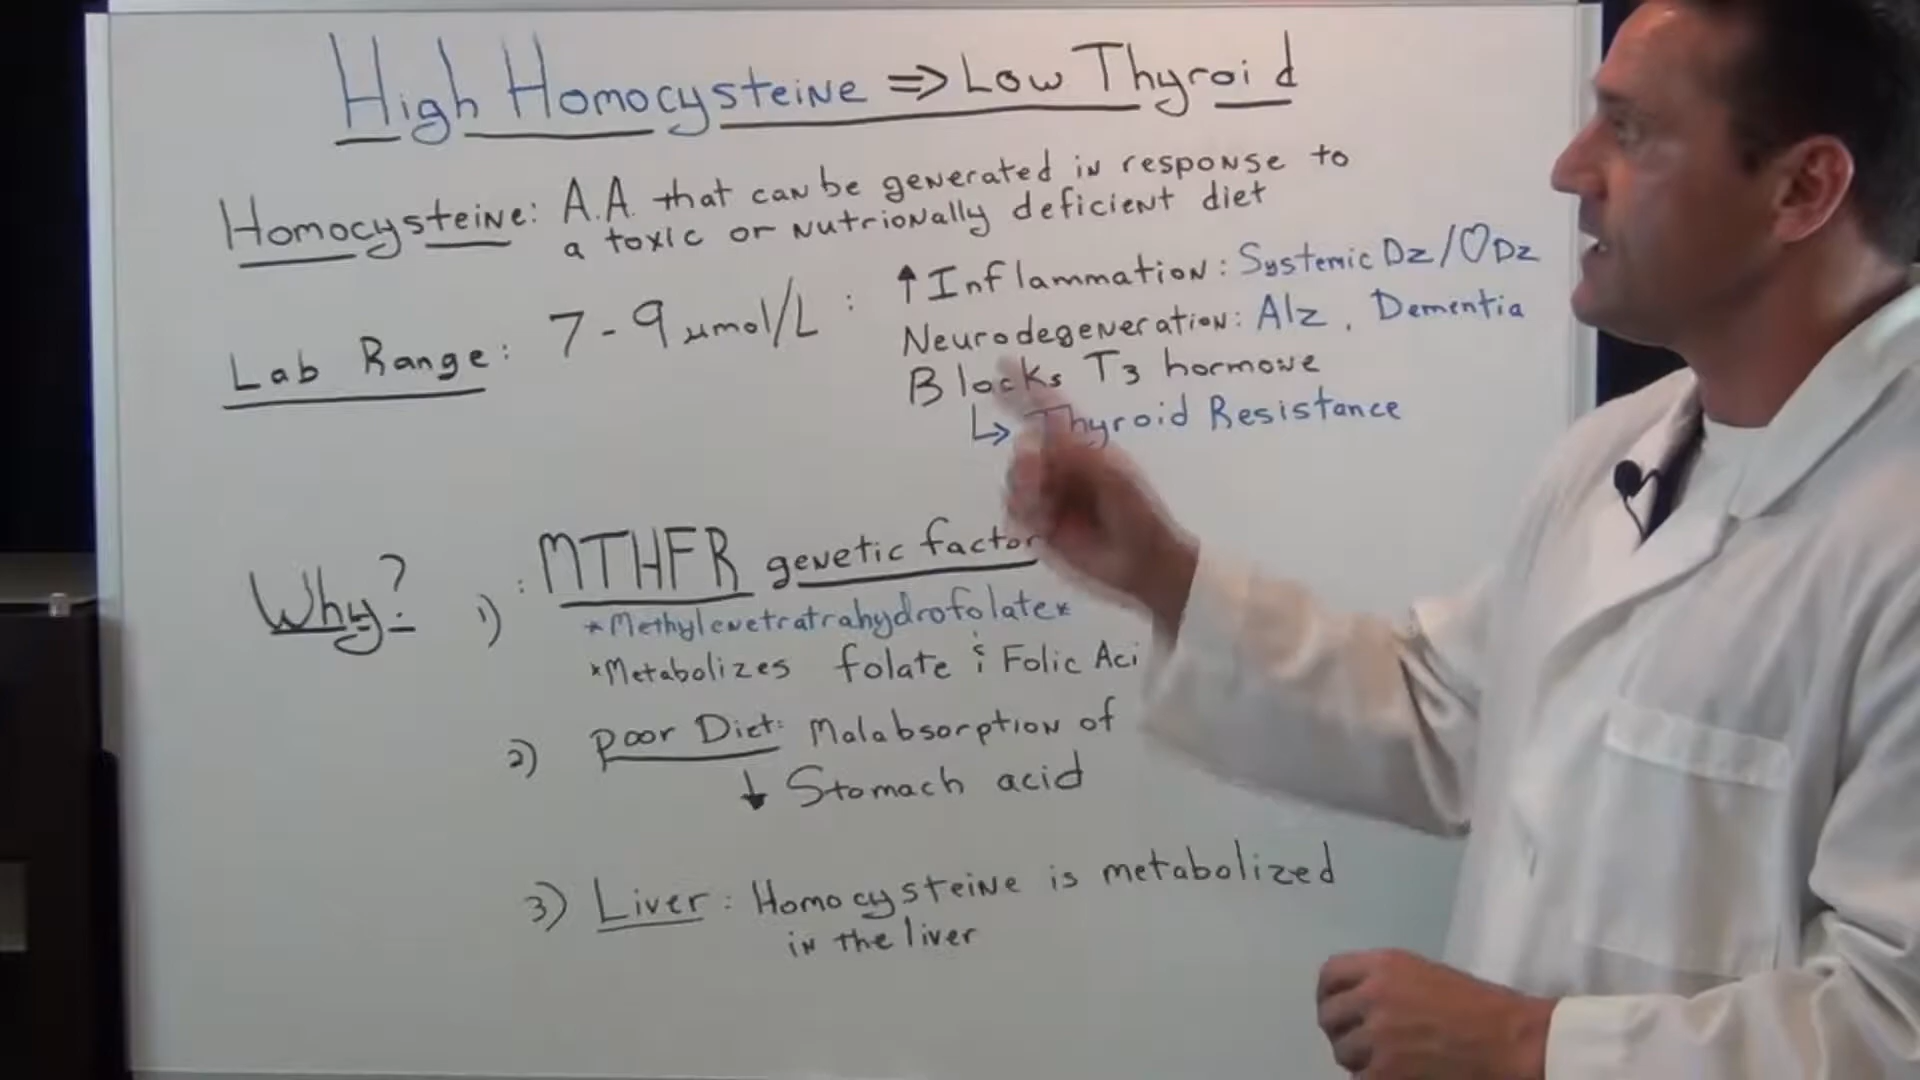 High Homocysteine ⇒ Low Thyroid
Homocysteine: A.A. that can be generated in response to
a toxic or nutrionally deficient diet
Lab Range: 7-9 µmol/L :
↑ Inflammation: Systemic Dz/♡Dz
Neurodegeneration: Alz, Dementia
Blocks T3 hormone
↳ Thyroid Resistance
Why? 1) : MTHFR genetic factor
*Methylenetratrahydrofolate*
*Metabolizes folate & Folic Aci
2) Poor Diet: Malabsorption of
↓ Stomach acid
3) Liver: Homocysteine is metabolized
in the liver